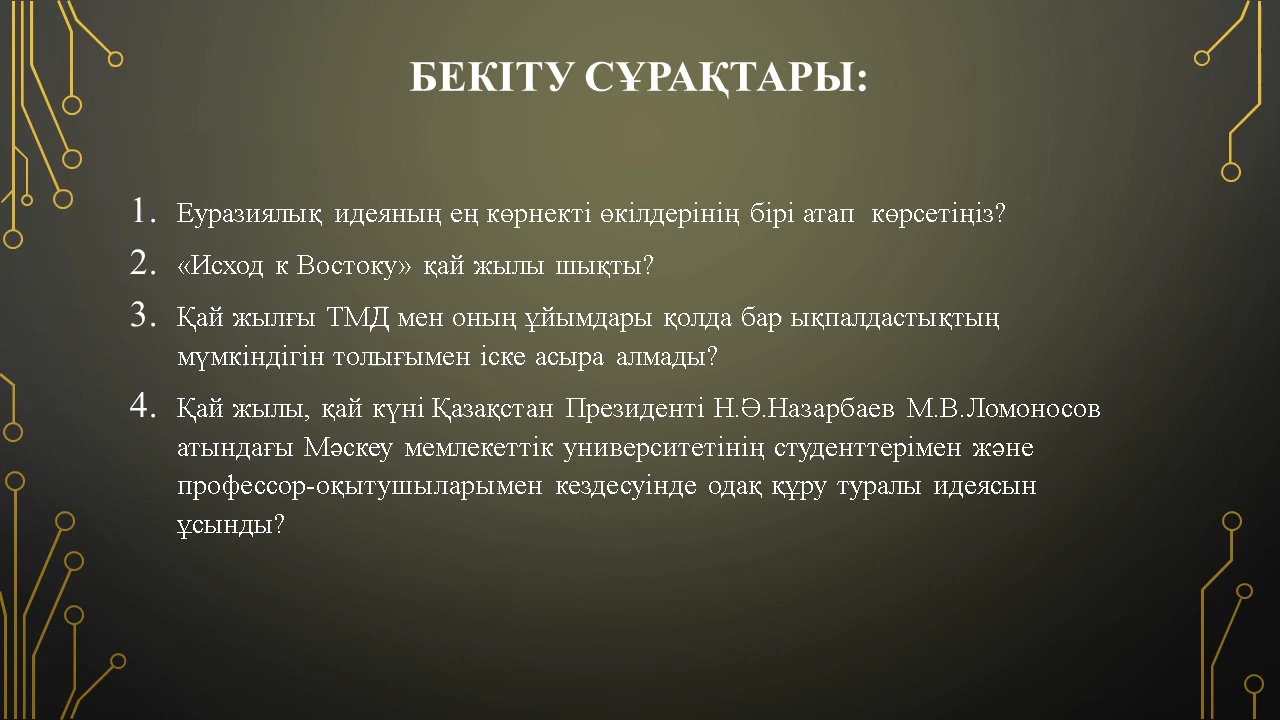 БЕКІТУ СҰРАҚТАРЫ:
1. Еуразиялық идеяның ең көрнекті өкілдерінің бірі атап көрсетіңіз?
2. «Исход к Востоку» қай жылы шықты?
3. Қай жылғы ТМД мен оның ұйымдары қолда бар ықпалдастықтың
мүмкіндігін толығымен іске асыра алмады?
4. Қай жылы, қай күні Қазақстан Президенті Н.Ә.Назарбаев М.В.Ломоносов
атындағы Мәскеу мемлекеттік университетінің студенттерімен және
профессор-оқытушыларымен кездесуінде одақ құру туралы идеясын
ұсынды?